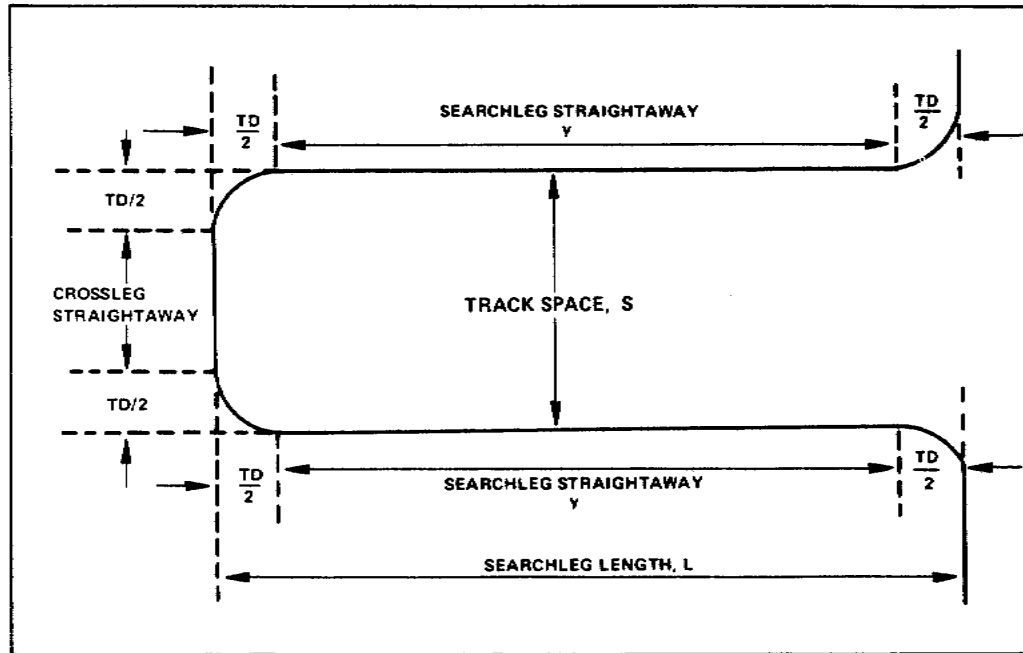 SEARCHLEG STRAIGHTAWAY
Y
TD
2
TD
2
TD/2
CROSSLEG
STRAIGHTAWAY
TRACK SPACE, S
TD/2
TD
2
SEARCHLEG STRAIGHTAWAY
Y
TD
2
SEARCHLEG LENGTH, L